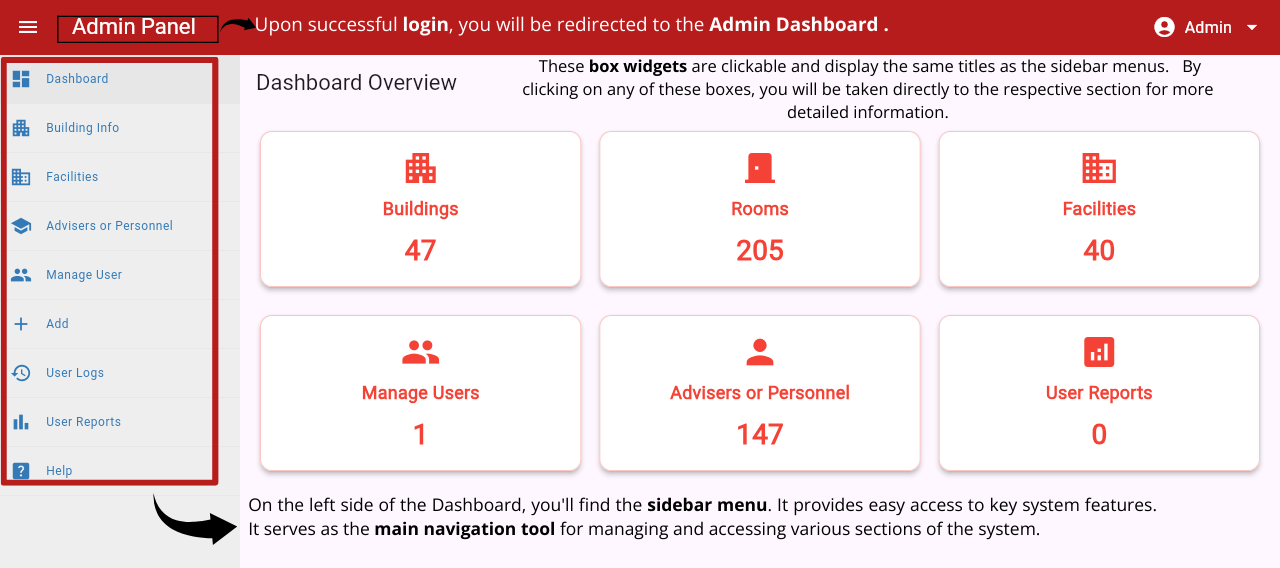 Admin Panel
Upon successful login, you will be redirected to the Admin Dashboard .
Admin
Dashboard
Building Info
Facilities
Advisers or Personnel
Manage User
Add
User Logs
User Reports
Help
Dashboard Overview
These box widgets are clickable and display the same titles as the sidebar menus. By
clicking on any of these boxes, you will be taken directly to the respective section for more
detailed information.
Buildings
47
Rooms
205
Facilities
40
Manage Users
1
Advisers or Personnel
147
User Reports
0
On the left side of the Dashboard, you'll find the sidebar menu. It provides easy access to key system features.
It serves as the main navigation tool for managing and accessing various sections of the system.